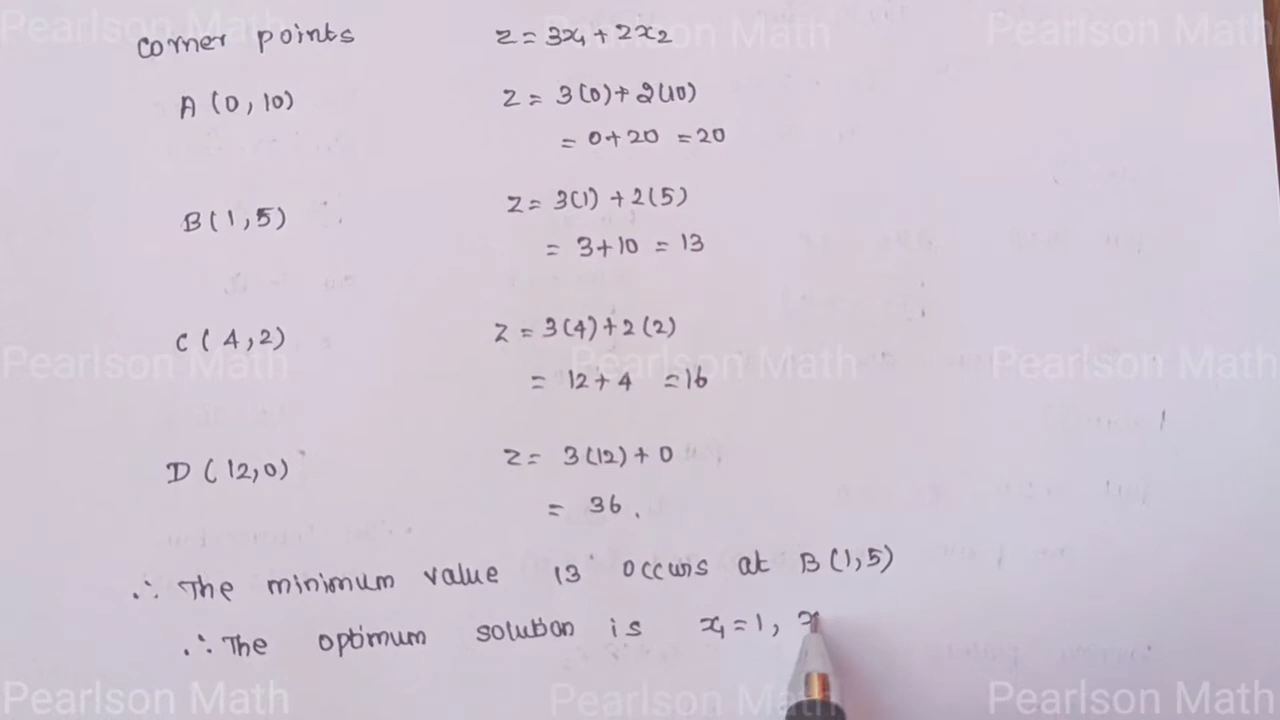 Pearlson Math Pearlson Math Pearlson Math
corner points z = 3x₁ + 2x₂
A (0, 10) z = 3(0) + 2(10)
= 0+20 = 20
B(1,5) z = 3(1) + 2(5)
= 3+10 = 13
C( 4,2) z = 3(4)+2(2)
Pearlson Math Pearlson Math Pearlson Math
= 12+4 = 16
D (12,0) z = 3(12) + 0
= 36.
∴ The minimum value 13 occurs at B(1,5)
∴ The optimum solution is x₁ = 1, x
Pearlson Math Pearlson Math Pearlson Math